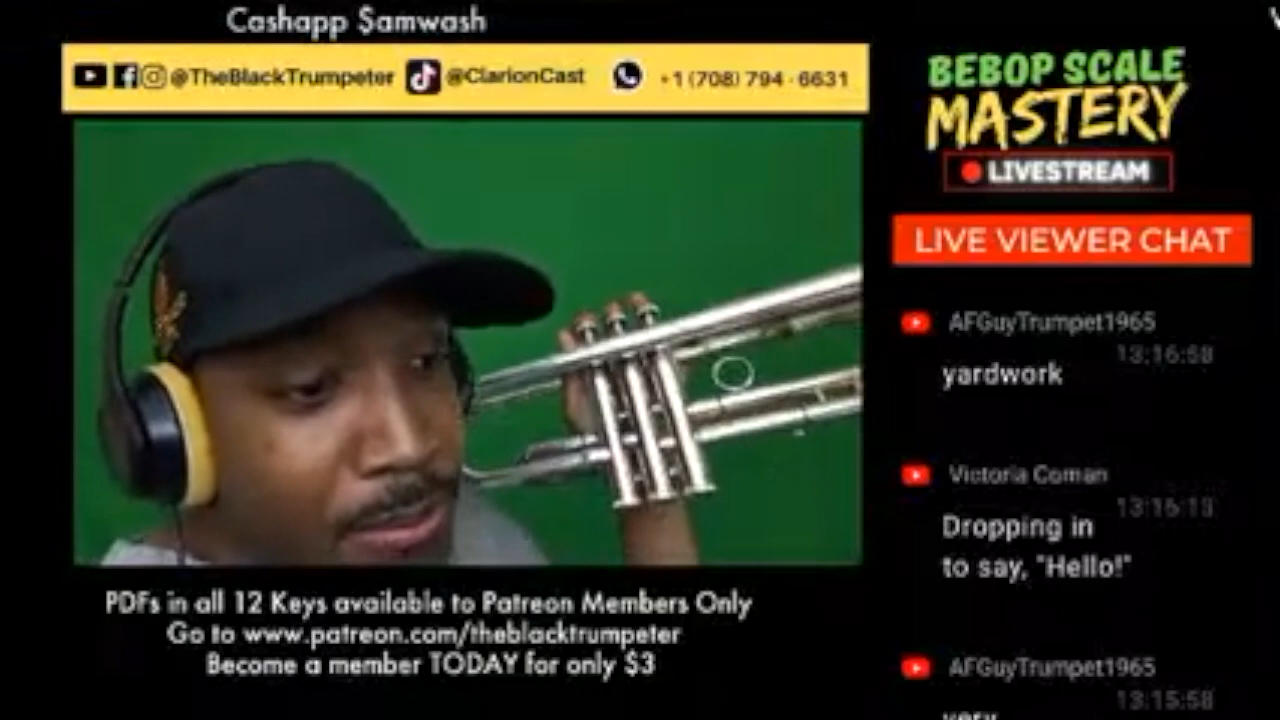 Cashapp $amwash
@TheBlackTrumpeter @ClarionCast +1 (708) 794 - 6631
BEBOP SCALE
MASTERY
LIVESTREAM
LIVE VIEWER CHAT
AFGuyTrumpet1965
13:16:58
yardwork
Victoria Coman
13:16:13
Dropping in
to say, "Hello!"
AFGuyTrumpet1965
13:15:58
very
PDFs in all 12 Keys available to Patreon Members Only
Go to www.patreon.com/theblacktrumpeter
Become a member TODAY for only $3